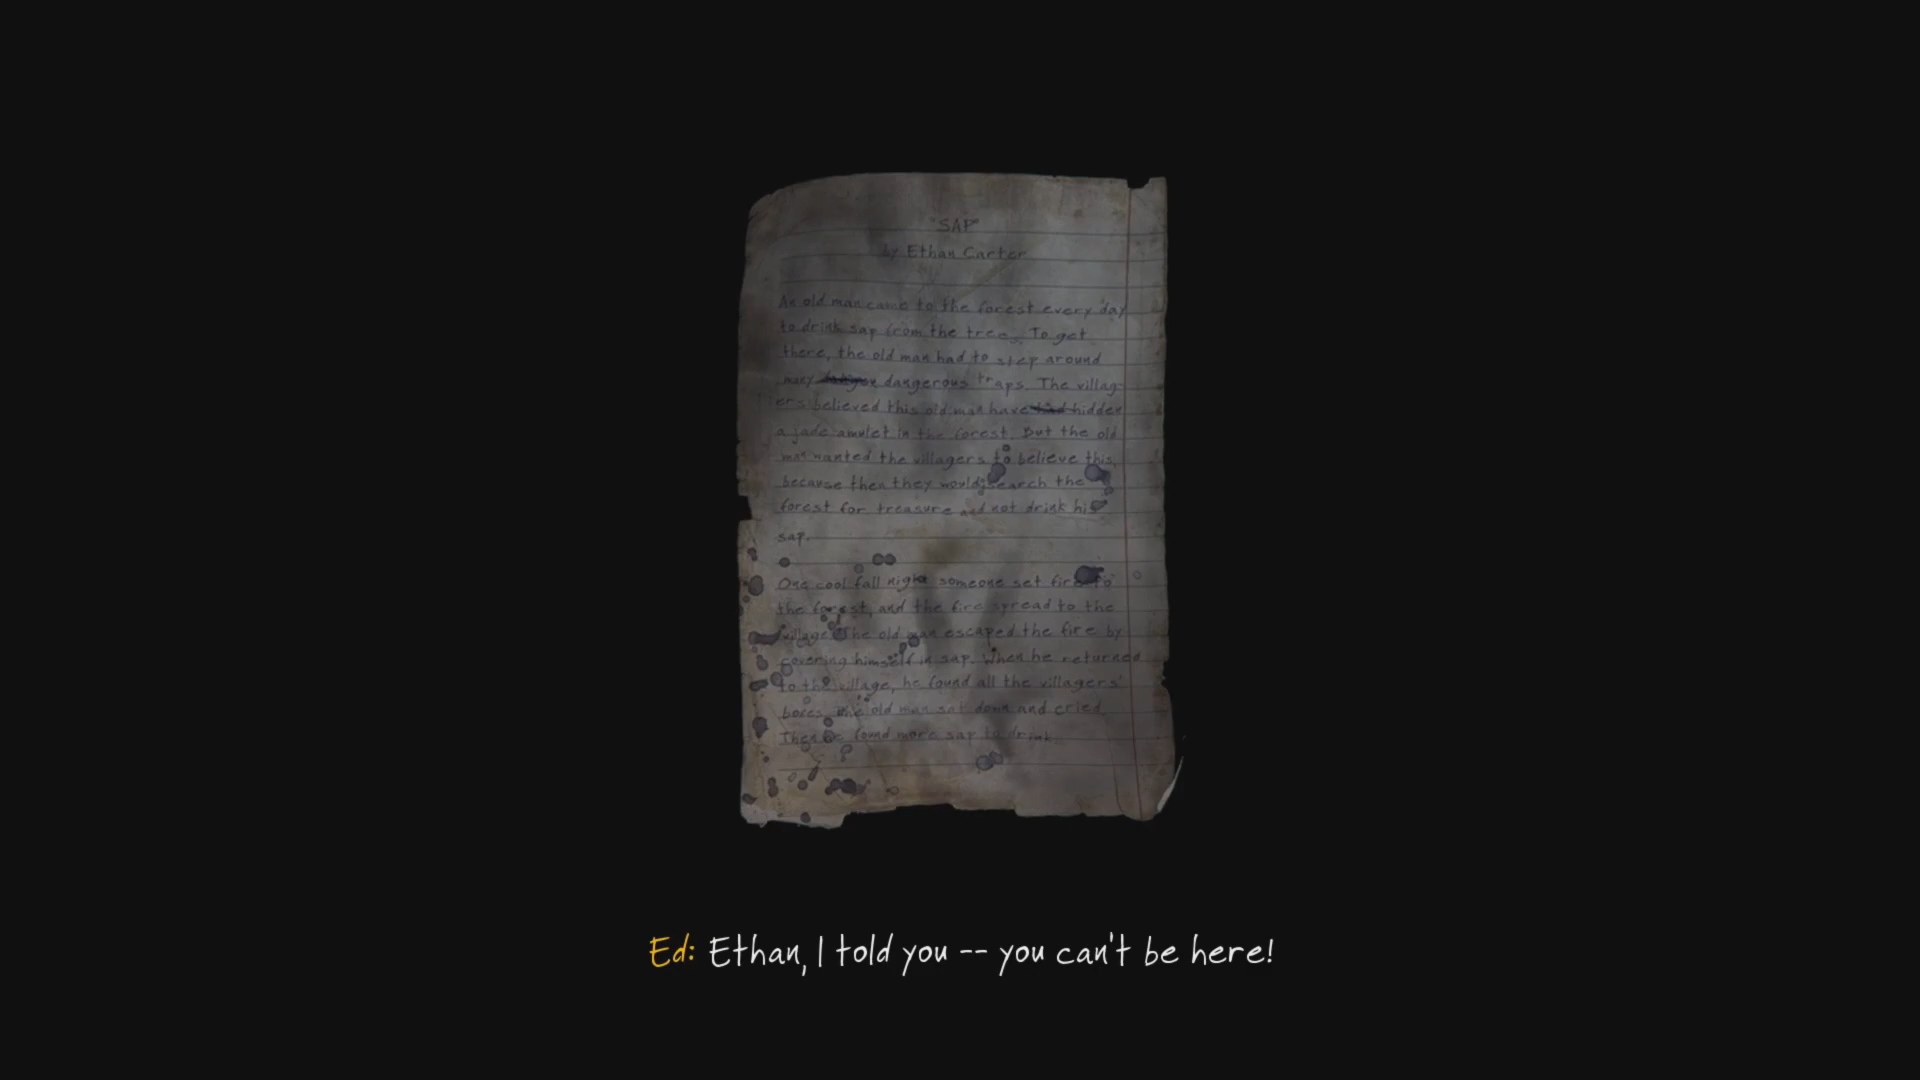 "SAP"
by Ethan Carter
An old man came to the forest every day
to drink sap from the trees. To get
there, the old man had to step around
many dangerous traps. The villag-
ers believed this old man have had hidden
a jade amulet in the forest. But the old
man wanted the villagers to believe this,
because then they would search the
forest for treasure and not drink his
sap.
One cool fall night someone set fire to
the forest, and the fire spread to the
village. The old man escaped the fire by
covering himself in sap. When he returned
to the village, he found all the villagers'
bones. The old man sat down and cried.
Then he found more sap to drink.
Ed: Ethan, I told you -- you can't be here!